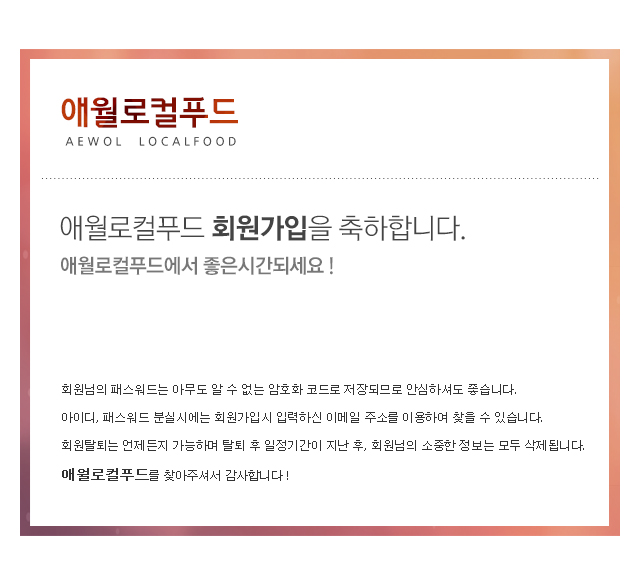 애월로컬푸드
AEWOL LOCALFOOD
애월로컬푸드 회원가입을 축하합니다.
애월로컬푸드에서 좋은시간되세요 !
회원님의 패스워드는 아무도 알 수 없는 암호화 코드로 저장되므로 안심하셔도 좋습니다.
아이디, 패스워드 분실시에는 회원가입시 입력하신 이메일 주소를 이용하여 찾을 수 있습니다.
회원탈퇴는 언제든지 가능하며 탈퇴 후 일정기간이 지난 후, 회원님의 소중한 정보는 모두 삭제됩니다.
애월로컬푸드를 찾아주셔서 감사합니다 !